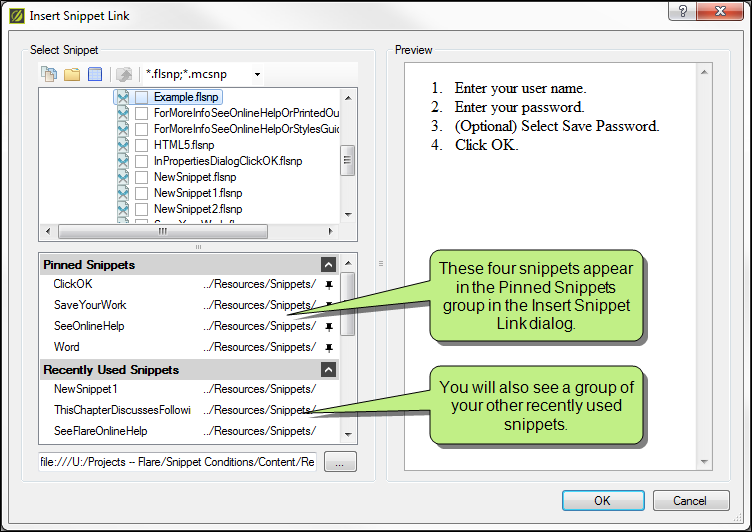 Insert Snippet Link
Select Snippet
*.flsnp;*.mcsnp
Example.flsnp
ForMoreInfoSeeOnlineHelpOrPrintedOu
ForMoreInfoSeeOnlineHelpOrStylesGuid
HTML5.flsnp
InPropertiesDialogClickOK.flsnp
NewSnippet.flsnp
NewSnippet1.flsnp
NewSnippet2.flsnp
Pinned Snippets
ClickOK ../Resources/Snippets/
SaveYourWork ../Resources/Snippets/
SeeOnlineHelp ../Resources/Snippets/
Word ../Resources/Snippets/
Recently Used Snippets
NewSnippet1 ../Resources/Snippets/
ThisChapterDiscussesFollowi ../Resources/Snippets/
SeeFlareOnlineHelp ../Resources/Snippets/
file:///U:/Projects -- Flare/Snippet Conditions/Content/Re
...
Preview
1. Enter your user name.
2. Enter your password.
3. (Optional) Select Save Password.
4. Click OK.
These four snippets appear
in the Pinned Snippets
group in the Insert Snippet
Link dialog.
You will also see a group of
your other recently used
snippets.
OK
Cancel